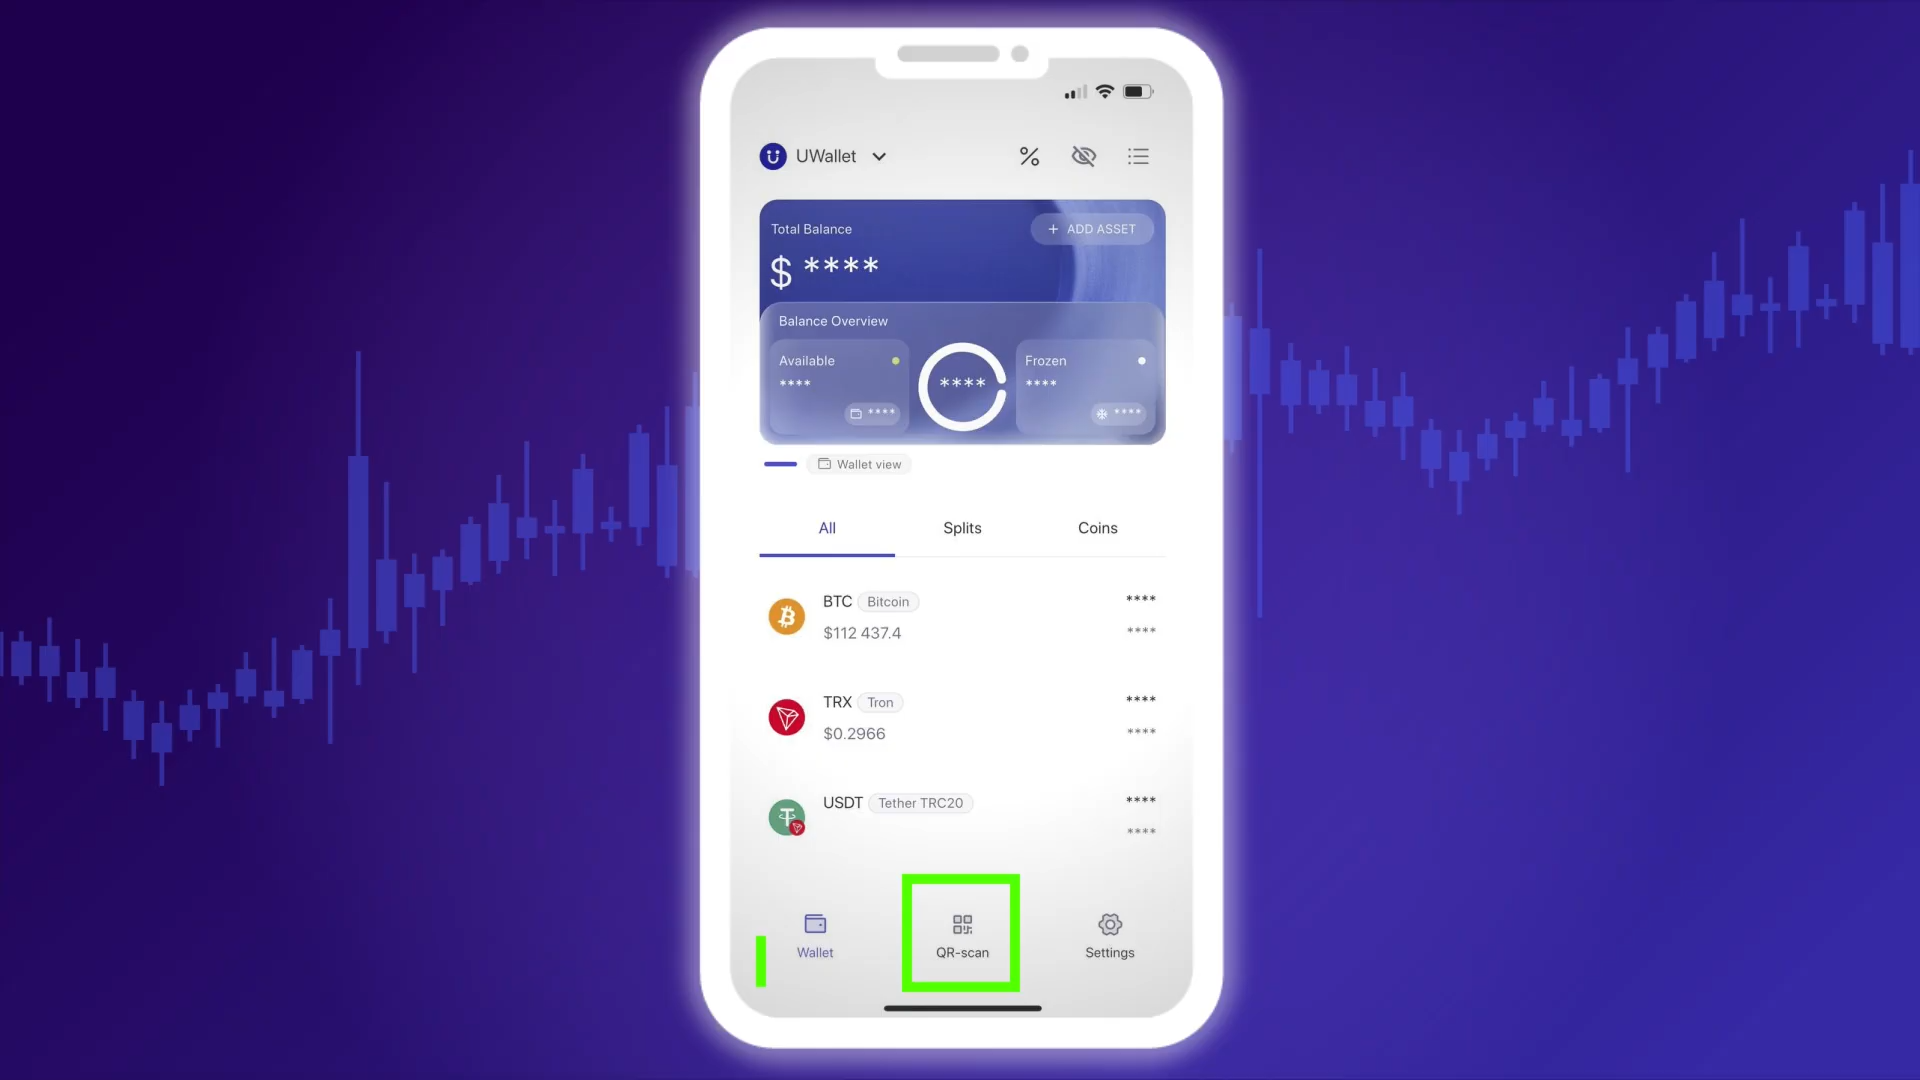 UWallet
Total Balance
+ ADD ASSET
$ ****
Balance Overview
Available
****
****
****
Frozen
****
****
Wallet view
All Splits Coins
BTC Bitcoin ****
$112 437.4 ****
TRX Tron ****
$0.2966 ****
USDT Tether TRC20 ****
****
Wallet QR-scan Settings